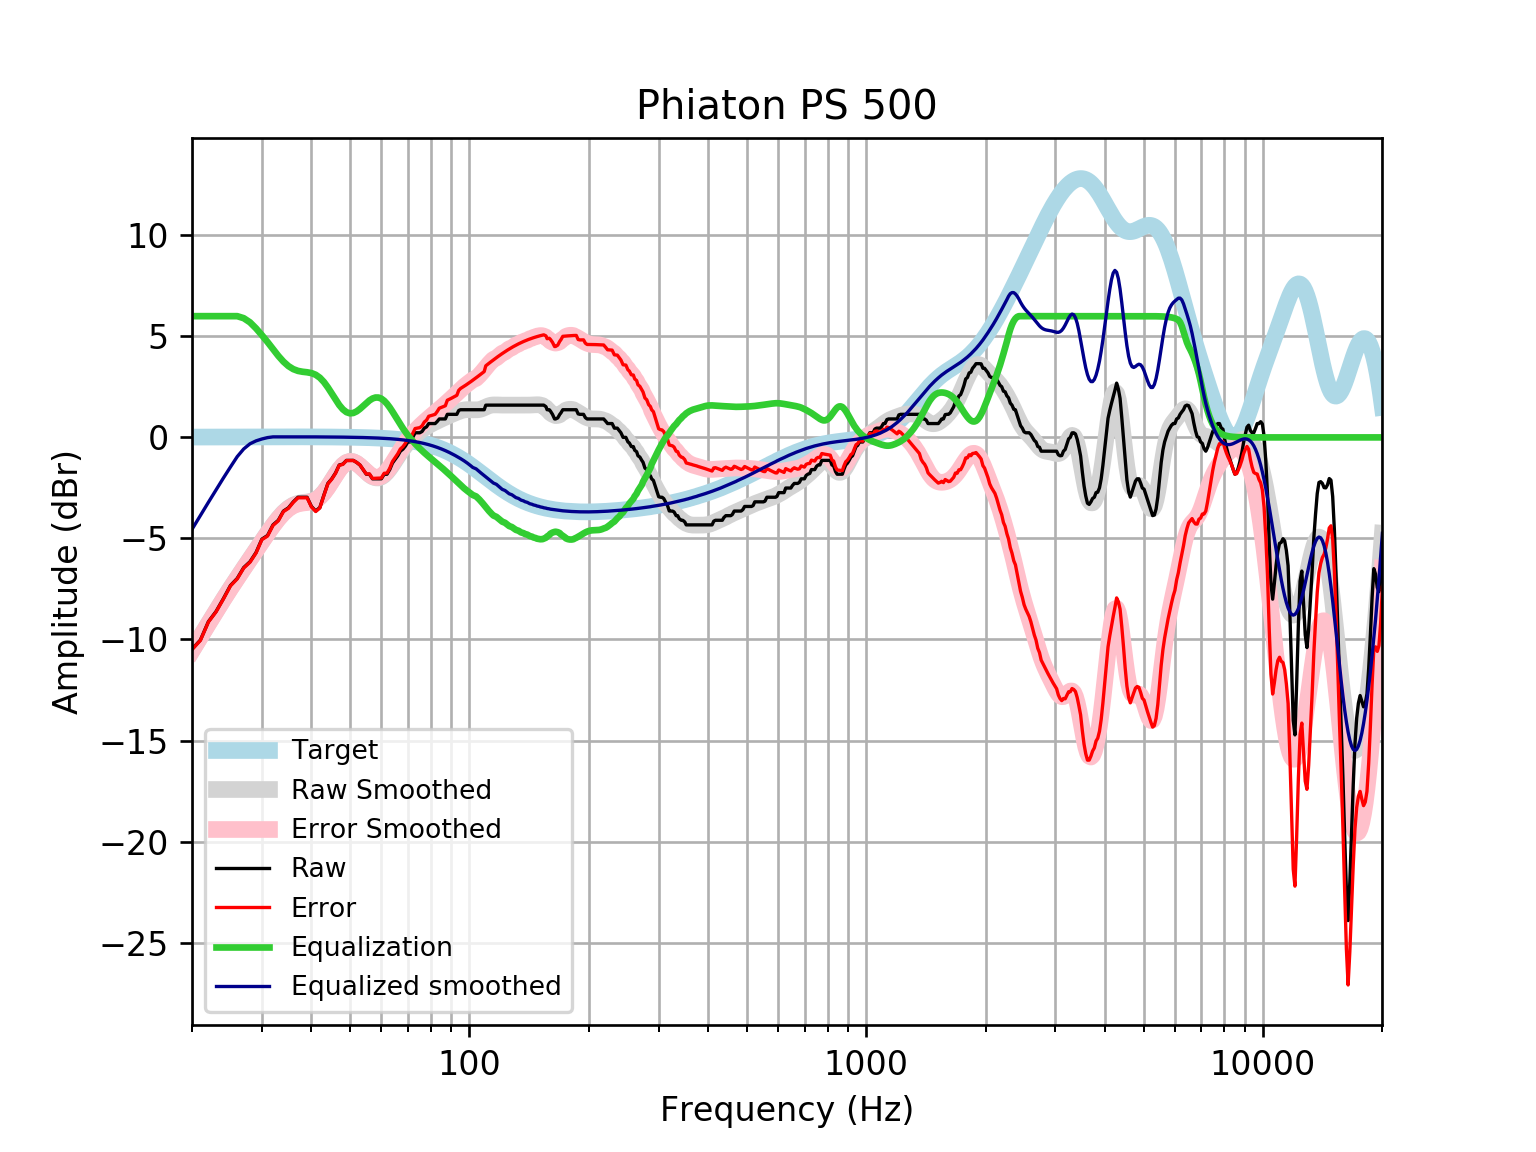 Phiaton PS 500
Amplitude (dBr)
10
5
0
−5
−10
−15
−20
−25
Target
Raw Smoothed
Error Smoothed
Raw
Error
Equalization
Equalized smoothed
100
1000
10000
Frequency (Hz)